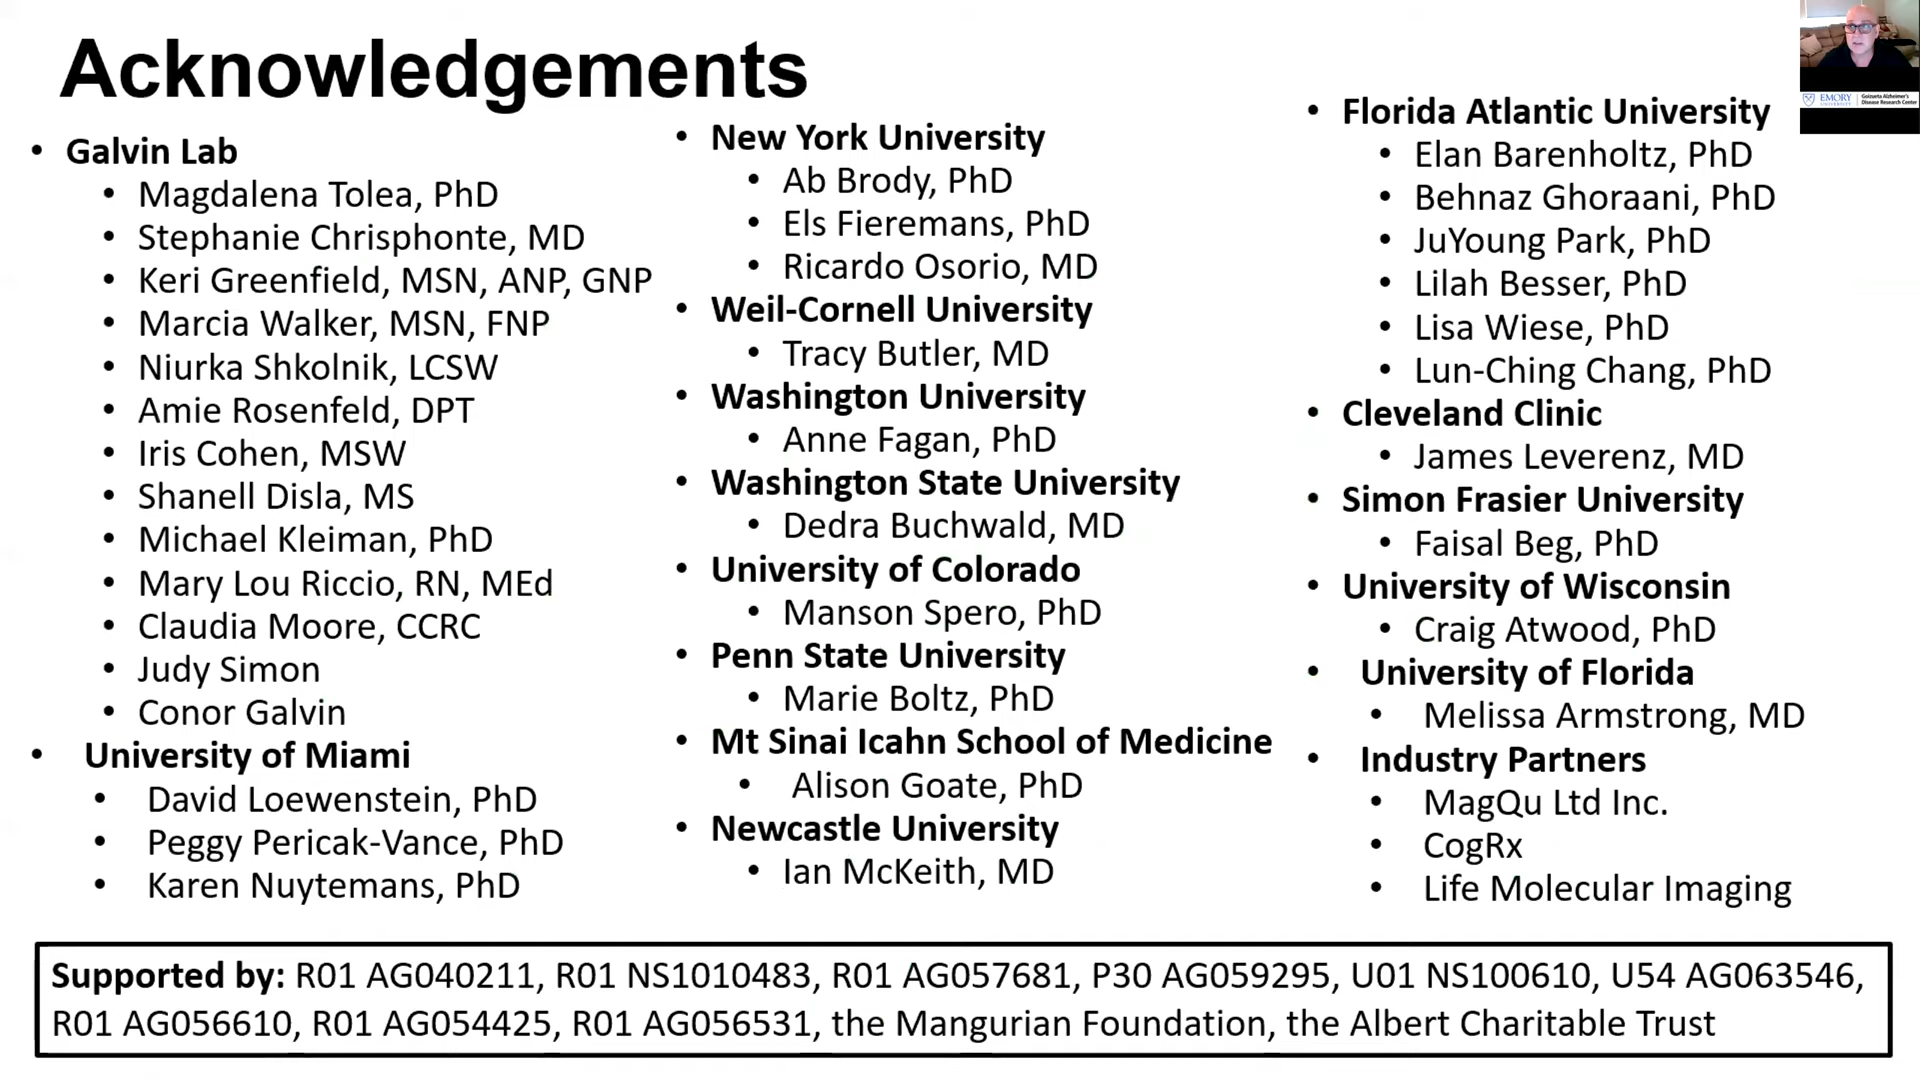 Acknowledgements
• Galvin Lab
• Magdalena Tolea, PhD
• Stephanie Chrisphonte, MD
• Keri Greenfield, MSN, ANP, GNP
• Marcia Walker, MSN, FNP
• Niurka Shkolnik, LCSW
• Amie Rosenfeld, DPT
• Iris Cohen, MSW
• Shanell Disla, MS
• Michael Kleiman, PhD
• Mary Lou Riccio, RN, MEd
• Claudia Moore, CCRC
• Judy Simon
• Conor Galvin
• University of Miami
• David Loewenstein, PhD
• Peggy Pericak-Vance, PhD
• Karen Nuytemans, PhD
• New York University
• Ab Brody, PhD
• Els Fieremans, PhD
• Ricardo Osorio, MD
• Weil-Cornell University
• Tracy Butler, MD
• Washington University
• Anne Fagan, PhD
• Washington State University
• Dedra Buchwald, MD
• University of Colorado
• Manson Spero, PhD
• Penn State University
• Marie Boltz, PhD
• Mt Sinai Icahn School of Medicine
• Alison Goate, PhD
• Newcastle University
• Ian McKeith, MD
• Florida Atlantic University
• Elan Barenholtz, PhD
• Behnaz Ghoraani, PhD
• JuYoung Park, PhD
• Lilah Besser, PhD
• Lisa Wiese, PhD
• Lun-Ching Chang, PhD
• Cleveland Clinic
• James Leverenz, MD
• Simon Frasier University
• Faisal Beg, PhD
• University of Wisconsin
• Craig Atwood, PhD
• University of Florida
• Melissa Armstrong, MD
• Industry Partners
• MagQu Ltd Inc.
• CogRx
• Life Molecular Imaging
Supported by: R01 AG040211, R01 NS1010483, R01 AG057681, P30 AG059295, U01 NS100610, U54 AG063546,
R01 AG056610, R01 AG054425, R01 AG056531, the Mangurian Foundation, the Albert Charitable Trust
EMORY
UNIVERSITY
Goizueta Alzheimer's
Disease Research Center